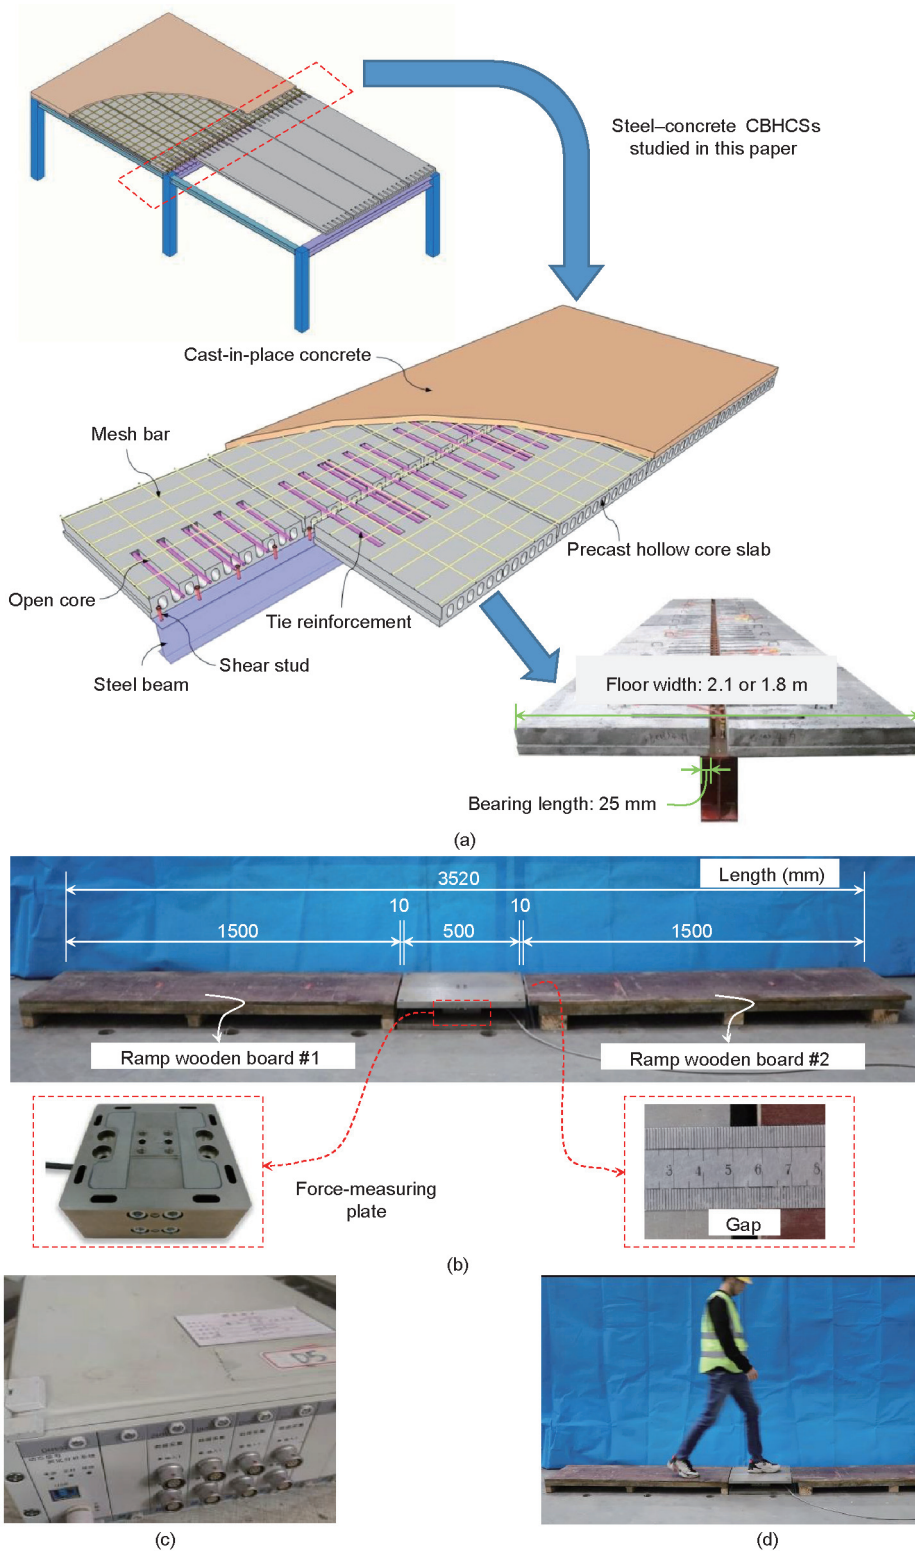 Steel–concrete CBHCSs
studied in this paper
Cast-in-place concrete
Mesh bar
Precast hollow core slab
Open core
Tie reinforcement
Shear stud
Steel beam
Floor width: 2.1 or 1.8 m
Bearing length: 25 mm
(a)
Length (mm)
3520
10
10
1500
500
1500
Ramp wooden board #1
Ramp wooden board #2
Force-measuring
plate
3 4 5 6 7 8
Gap
(b)
D5
(c)
(d)